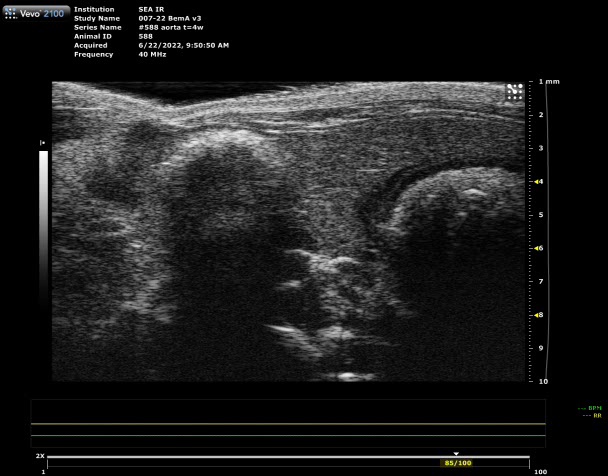 Vevo 2100
Institution SEA IR
Study Name 007-22 BemA v3
Series Name #588 aorta t=4w
Animal ID 588
Acquired 6/22/2022, 9:50:50 AM
Frequency 40 MHz
1 mm
2
3
4
5
6
7
8
9
10
--- BPM
--- RR
2X
85/100
1
100